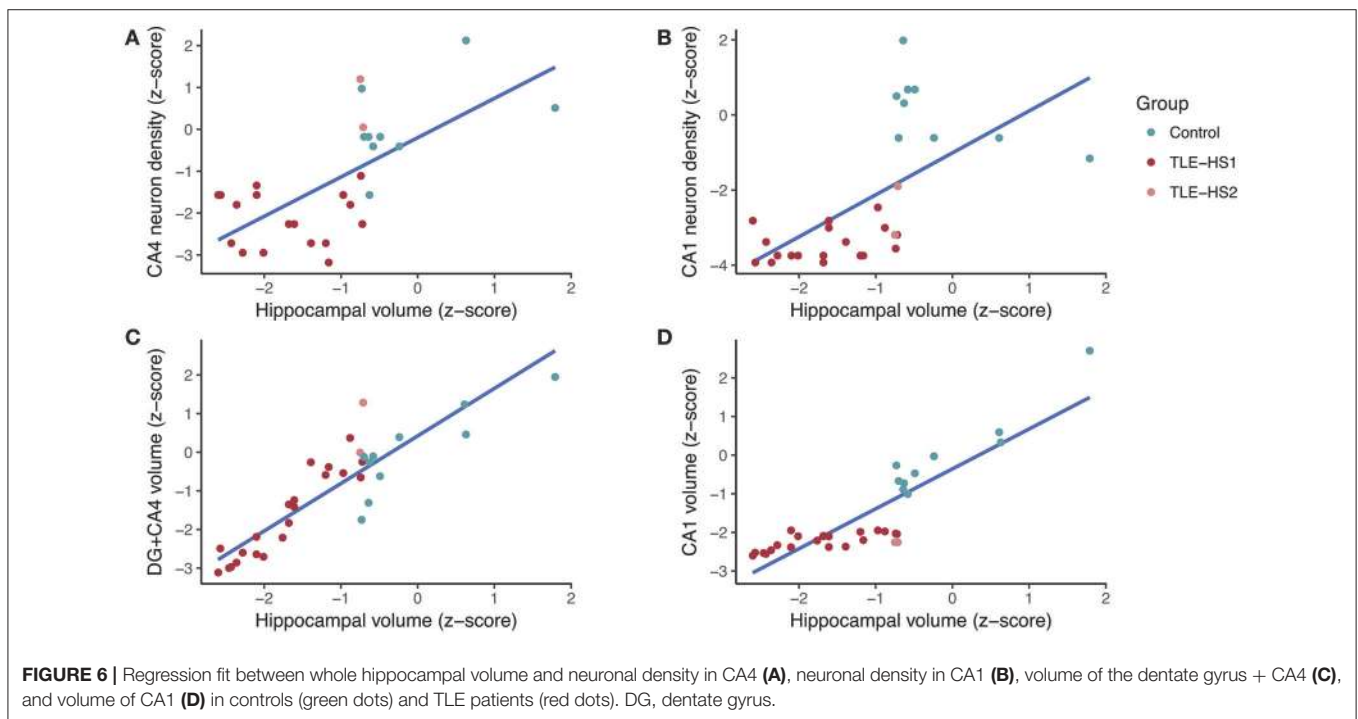 A
CA4 neuron density (z−score)
2
1
0
−1
−2
−3
−2
−1
0
1
2
Hippocampal volume (z−score)
B
CA1 neuron density (z−score)
2
0
−2
−4
−2
−1
0
1
2
Hippocampal volume (z−score)
Group
Control
TLE−HS1
TLE−HS2
C
DG+CA4 volume (z−score)
2
1
0
−1
−2
−3
−2
−1
0
1
2
Hippocampal volume (z−score)
D
CA1 volume (z−score)
2
1
0
−1
−2
−3
−2
−1
0
1
2
Hippocampal volume (z−score)
FIGURE 6 | Regression fit between whole hippocampal volume and neuronal density in CA4 (A), neuronal density in CA1 (B), volume of the dentate gyrus + CA4 (C),
and volume of CA1 (D) in controls (green dots) and TLE patients (red dots). DG, dentate gyrus.